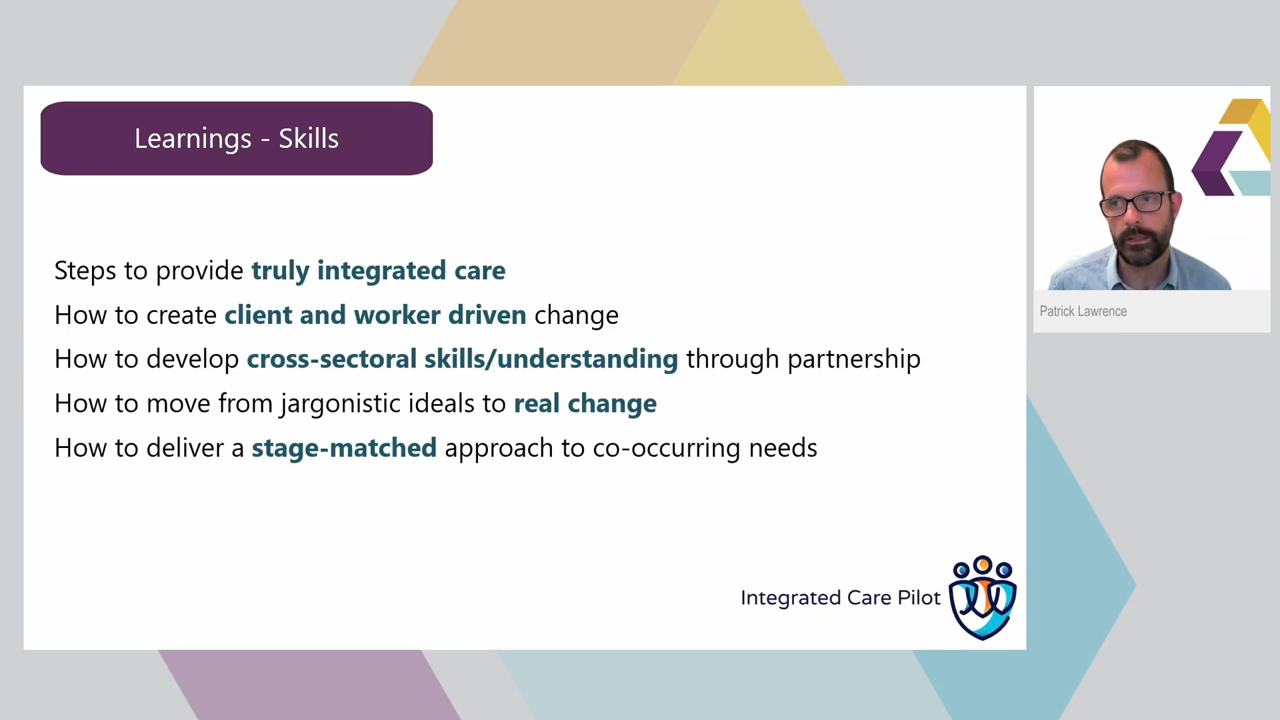 Learnings - Skills
Steps to provide truly integrated care
How to create client and worker driven change
How to develop cross-sectoral skills/understanding through partnership
How to move from jargonistic ideals to real change
How to deliver a stage-matched approach to co-occurring needs
Integrated Care Pilot
Patrick Lawrence